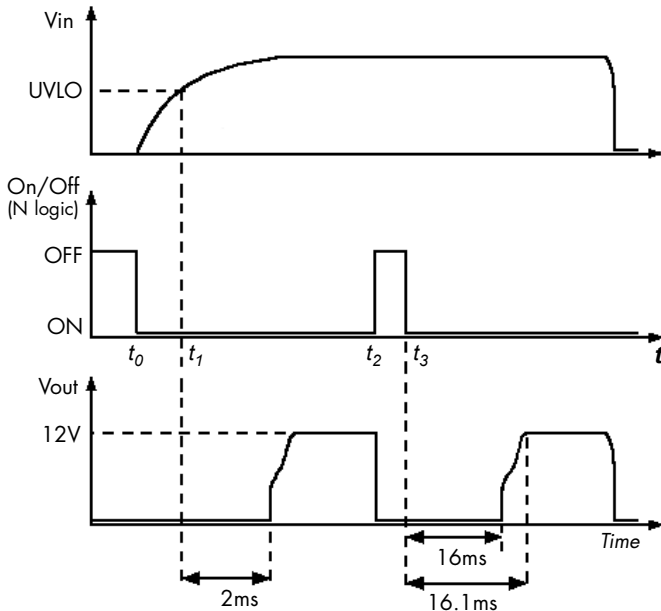 Vin
UVLO
On/Off
(N logic)
OFF
ON
t0 t1 t2 t3 t
Vout
12V
Time
16ms
2ms
16.1ms